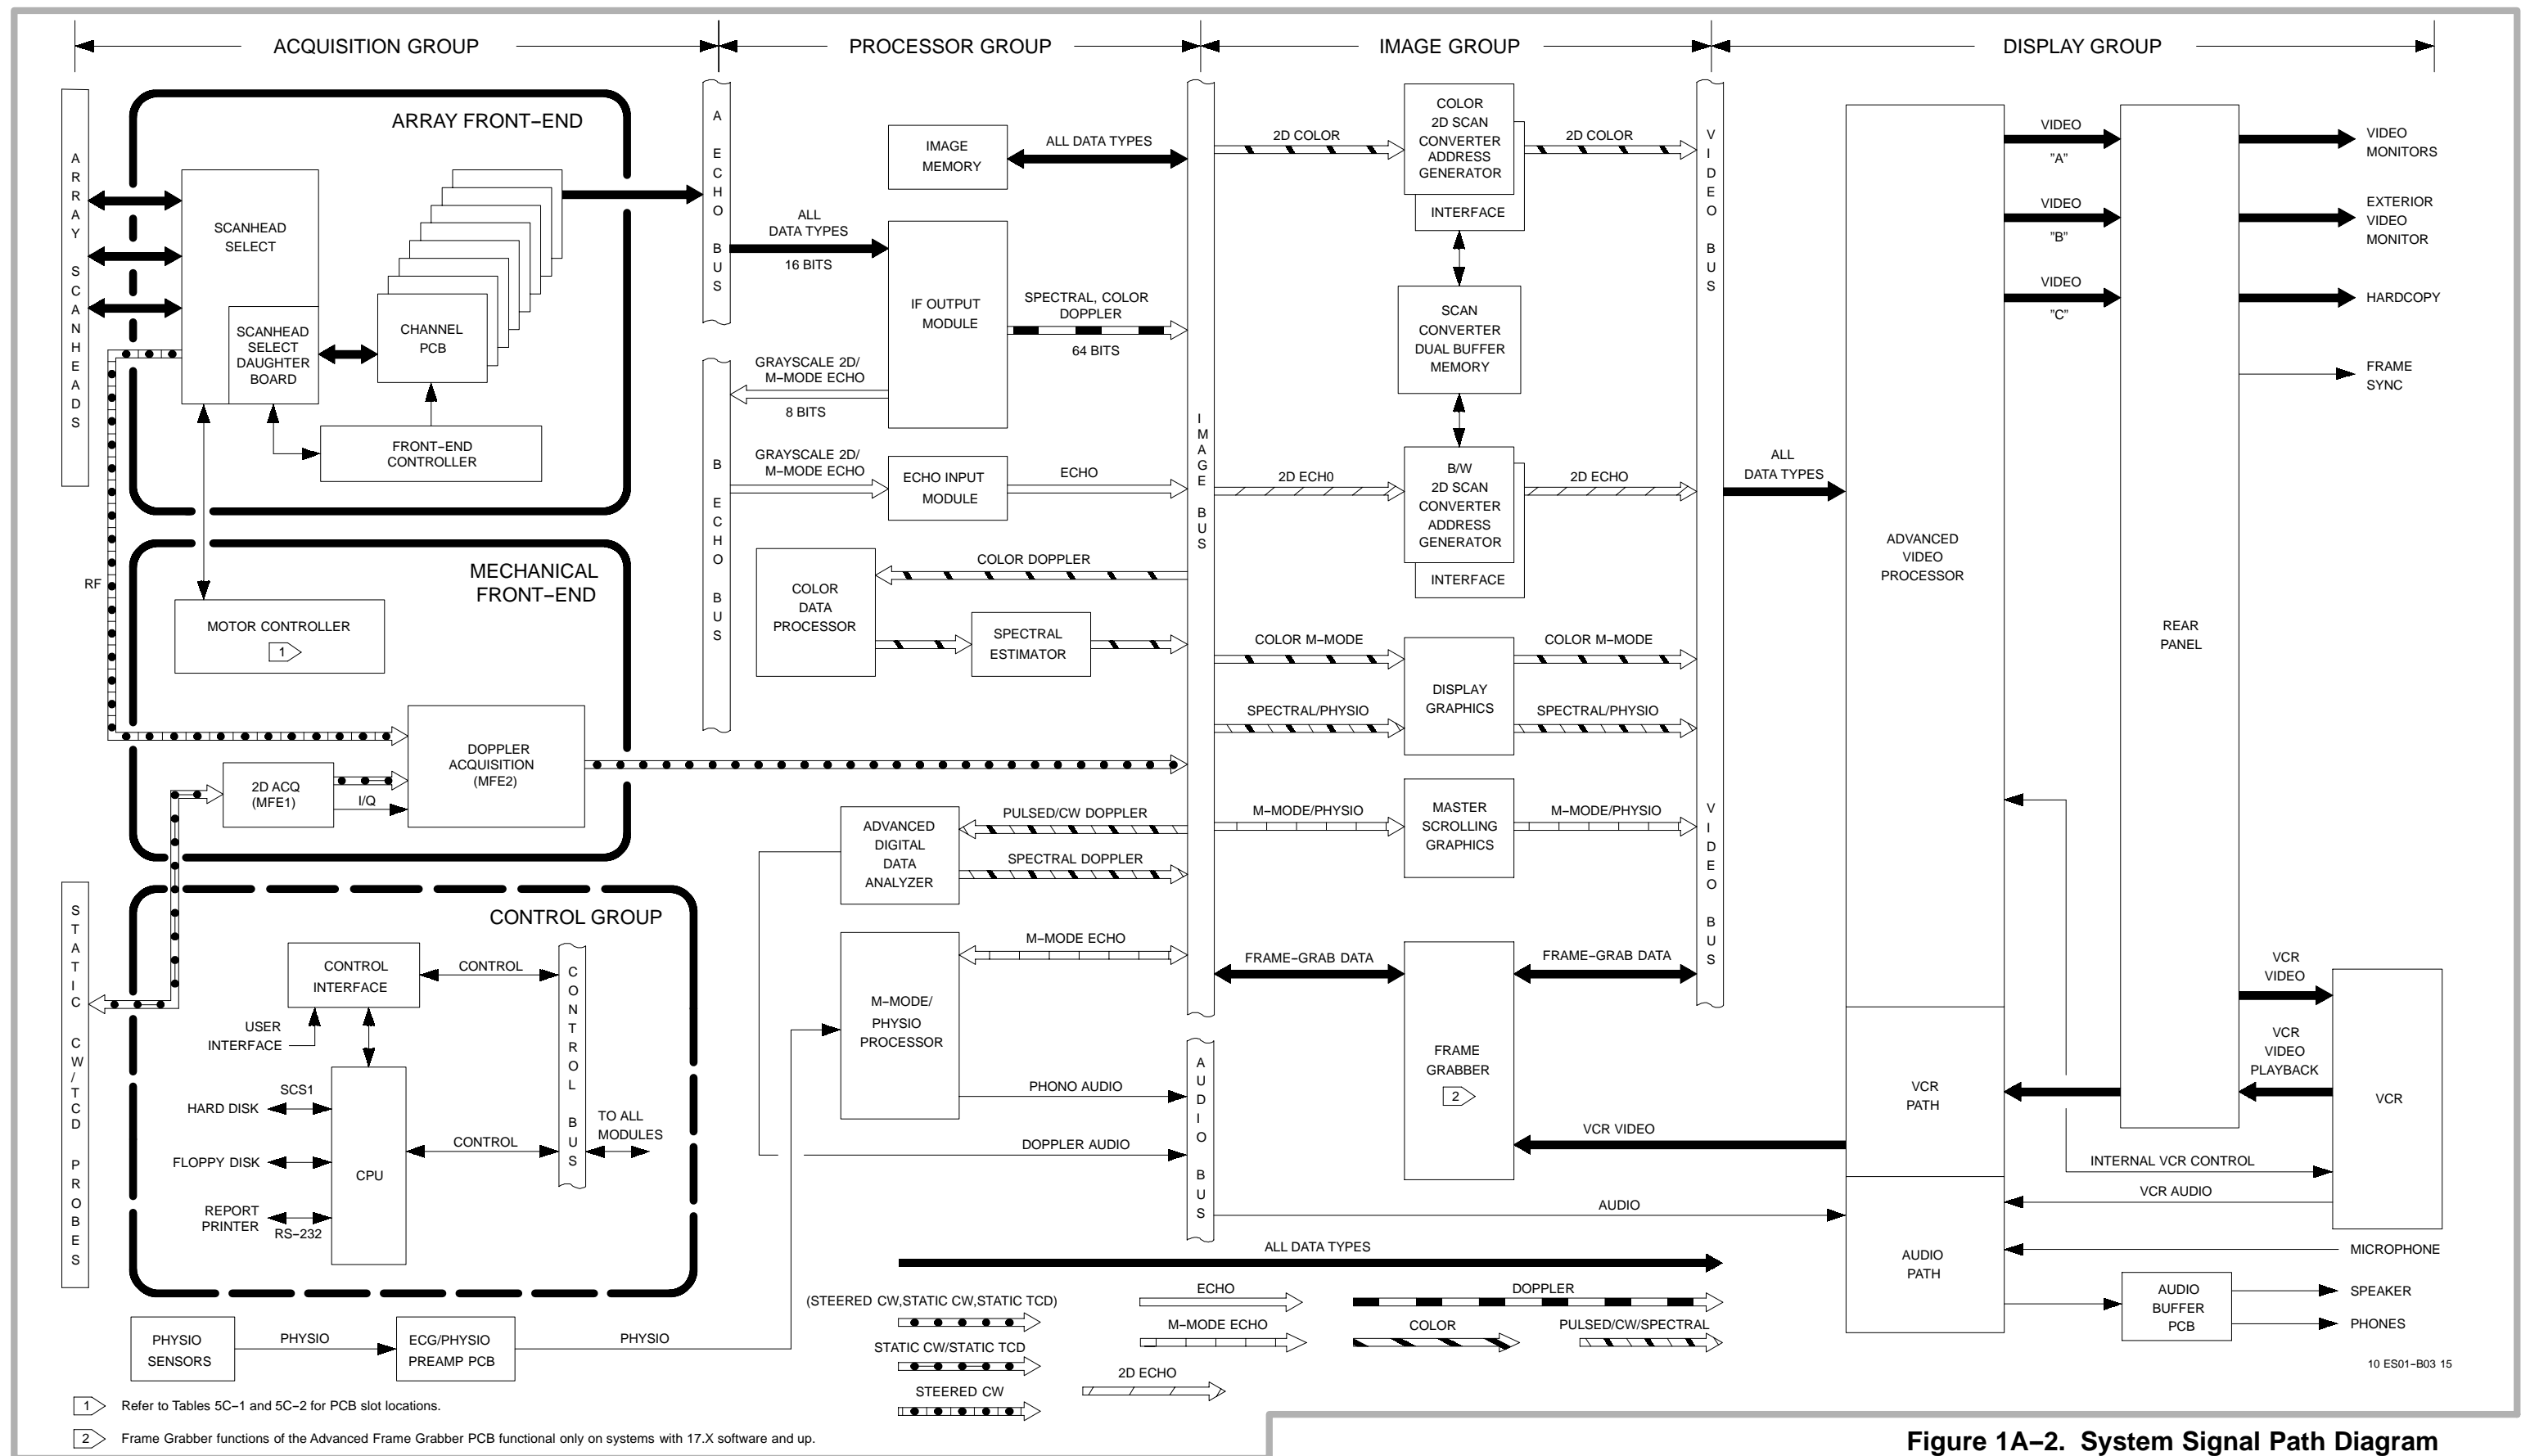 ACQUISITION GROUP
PROCESSOR GROUP
IMAGE GROUP
DISPLAY GROUP
ARRAY SCANHEADS
ARRAY FRONT−END
SCANHEAD
SELECT
SCANHEAD
SELECT
DAUGHTER
BOARD
CHANNEL
PCB
FRONT−END
CONTROLLER
RF
MECHANICAL
FRONT−END
MOTOR CONTROLLER
1
DOPPLER
ACQUISITION
(MFE2)
2D ACQ
(MFE1)
I/Q
STATIC CW/TCD PROBES
CONTROL GROUP
CONTROL
INTERFACE
CONTROL
USER
INTERFACE
SCS1
HARD DISK
FLOPPY DISK
REPORT
PRINTER
RS−232
CPU
CONTROL
CONTROL BUS
TO ALL
MODULES
PHYSIO
SENSORS
PHYSIO
ECG/PHYSIO
PREAMP PCB
PHYSIO
A ECHO BUS
B ECHO BUS
IMAGE
MEMORY
ALL DATA TYPES
ALL
DATA TYPES
16 BITS
IF OUTPUT
MODULE
SPECTRAL, COLOR
DOPPLER
64 BITS
GRAYSCALE 2D/
M−MODE ECHO
8 BITS
GRAYSCALE 2D/
M−MODE ECHO
ECHO INPUT
MODULE
ECHO
COLOR DOPPLER
COLOR
DATA
PROCESSOR
SPECTRAL
ESTIMATOR
ADVANCED
DIGITAL
DATA
ANALYZER
PULSED/CW DOPPLER
SPECTRAL DOPPLER
M−MODE ECHO
M−MODE/
PHYSIO
PROCESSOR
PHONO AUDIO
DOPPLER AUDIO
IMAGE BUS
AUDIO BUS
2D COLOR
COLOR
2D SCAN
CONVERTER
ADDRESS
GENERATOR
INTERFACE
2D COLOR
SCAN
CONVERTER
DUAL BUFFER
MEMORY
2D ECH0
B/W
2D SCAN
CONVERTER
ADDRESS
GENERATOR
INTERFACE
2D ECHO
COLOR M−MODE
COLOR M−MODE
DISPLAY
GRAPHICS
SPECTRAL/PHYSIO
SPECTRAL/PHYSIO
M−MODE/PHYSIO
MASTER
SCROLLING
GRAPHICS
M−MODE/PHYSIO
FRAME−GRAB DATA
FRAME−GRAB DATA
FRAME
GRABBER
2
VCR VIDEO
AUDIO
VIDEO BUS
VIDEO BUS
ALL
DATA TYPES
ADVANCED
VIDEO
PROCESSOR
VCR
PATH
AUDIO
PATH
VIDEO
"A"
VIDEO
"B"
VIDEO
"C"
REAR
PANEL
VIDEO
MONITORS
EXTERIOR
VIDEO
MONITOR
HARDCOPY
FRAME
SYNC
VCR
VIDEO
VCR
VIDEO
PLAYBACK
VCR
INTERNAL VCR CONTROL
VCR AUDIO
MICROPHONE
AUDIO
BUFFER
PCB
SPEAKER
PHONES
ALL DATA TYPES
(STEERED CW,STATIC CW,STATIC TCD)
ECHO
DOPPLER
M−MODE ECHO
COLOR
PULSED/CW/SPECTRAL
STATIC CW/STATIC TCD
2D ECHO
STEERED CW
10 ES01−B03 15
1 Refer to Tables 5C−1 and 5C−2 for PCB slot locations.
2 Frame Grabber functions of the Advanced Frame Grabber PCB functional only on systems with 17.X software and up.
Figure 1A−2. System Signal Path Diagram